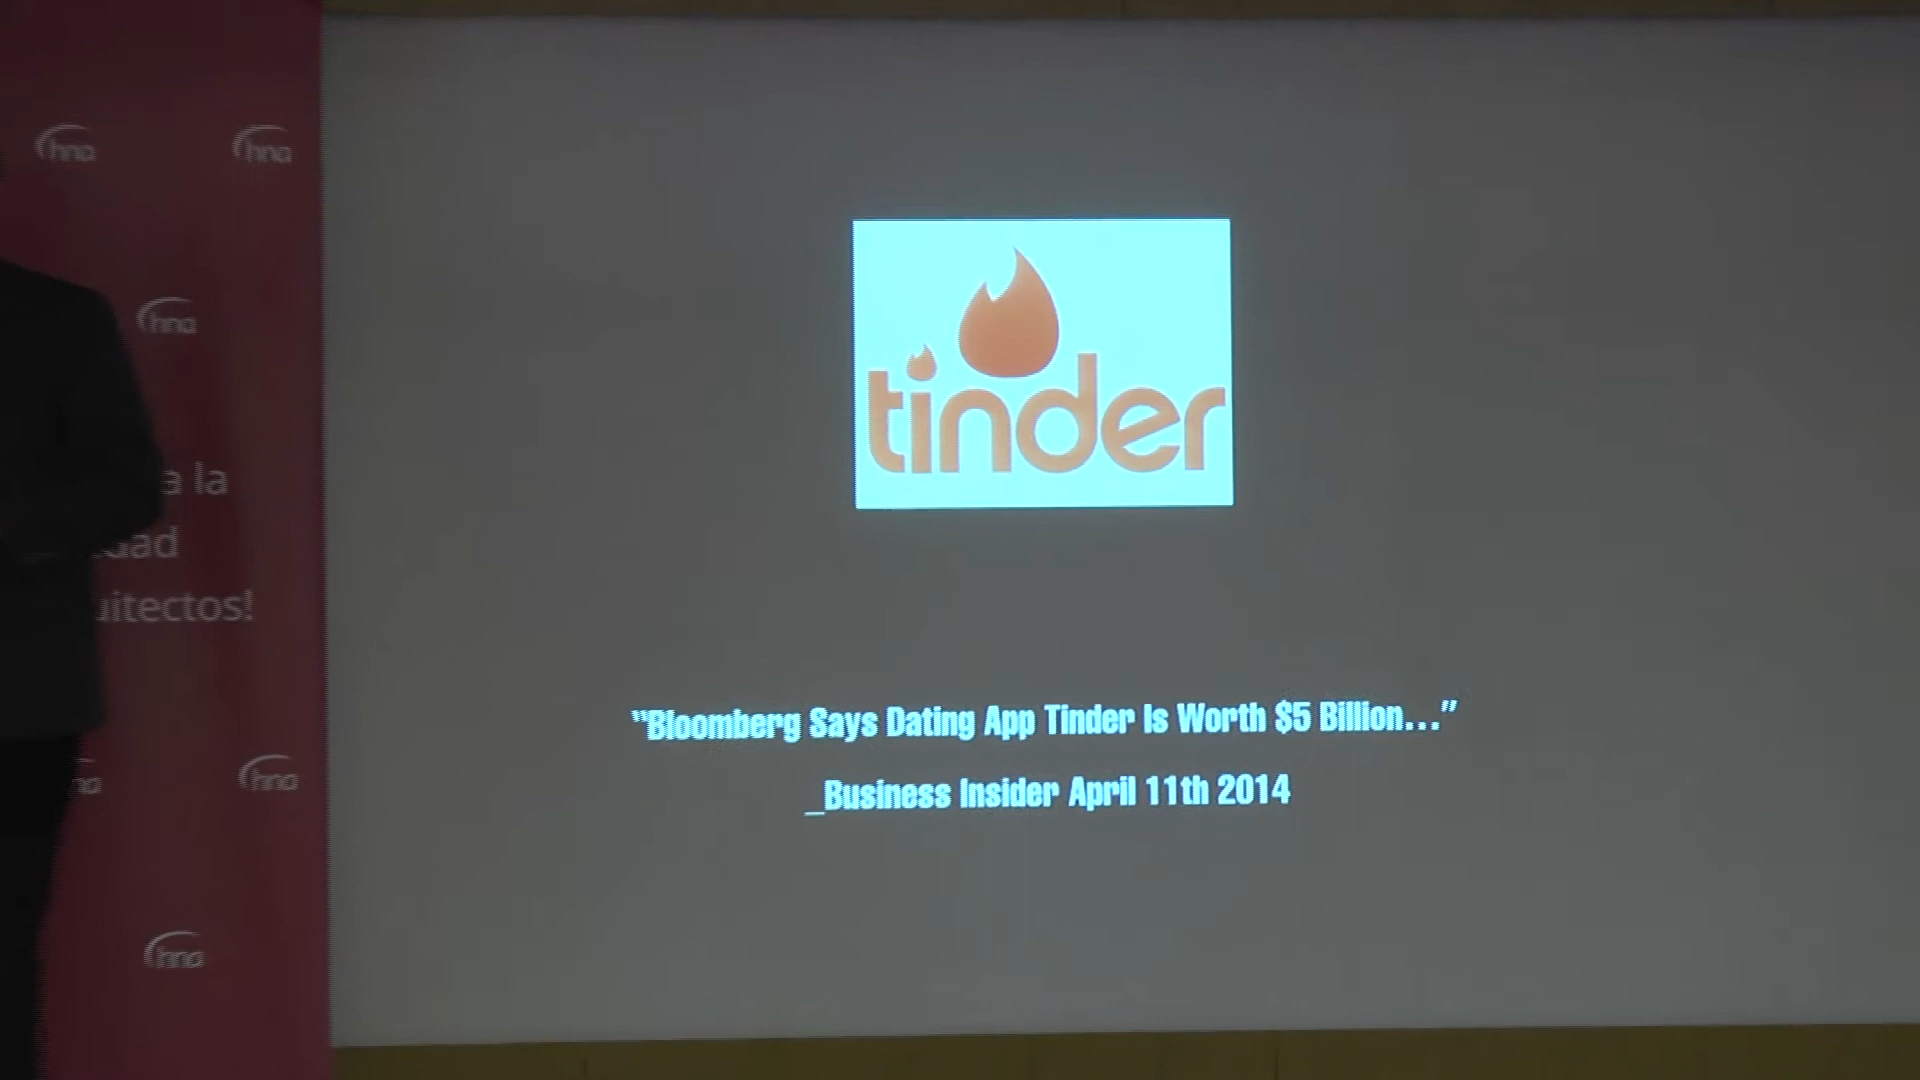 hna
hna
hna
a la
dad
uitectos!
na
hna
hna
tinder
"Bloomberg Says Dating App Tinder Is Worth $5 Billion..."
_Business Insider April 11th 2014